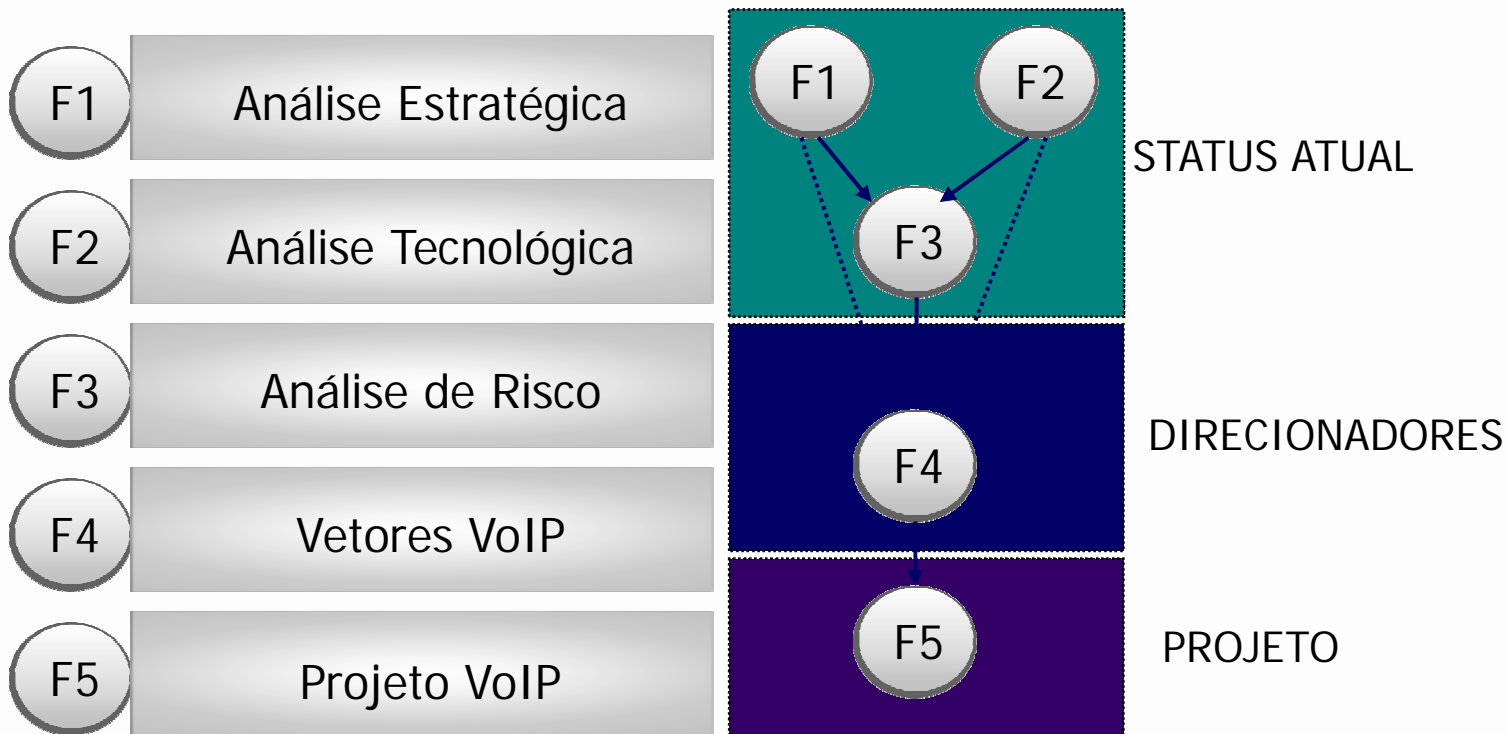 F1 Análise Estratégica
F2 Análise Tecnológica
F3 Análise de Risco
F4 Vetores VoIP
F5 Projeto VoIP
F1 F2
STATUS ATUAL
F3
F4
DIRECIONADORES
F5
PROJETO